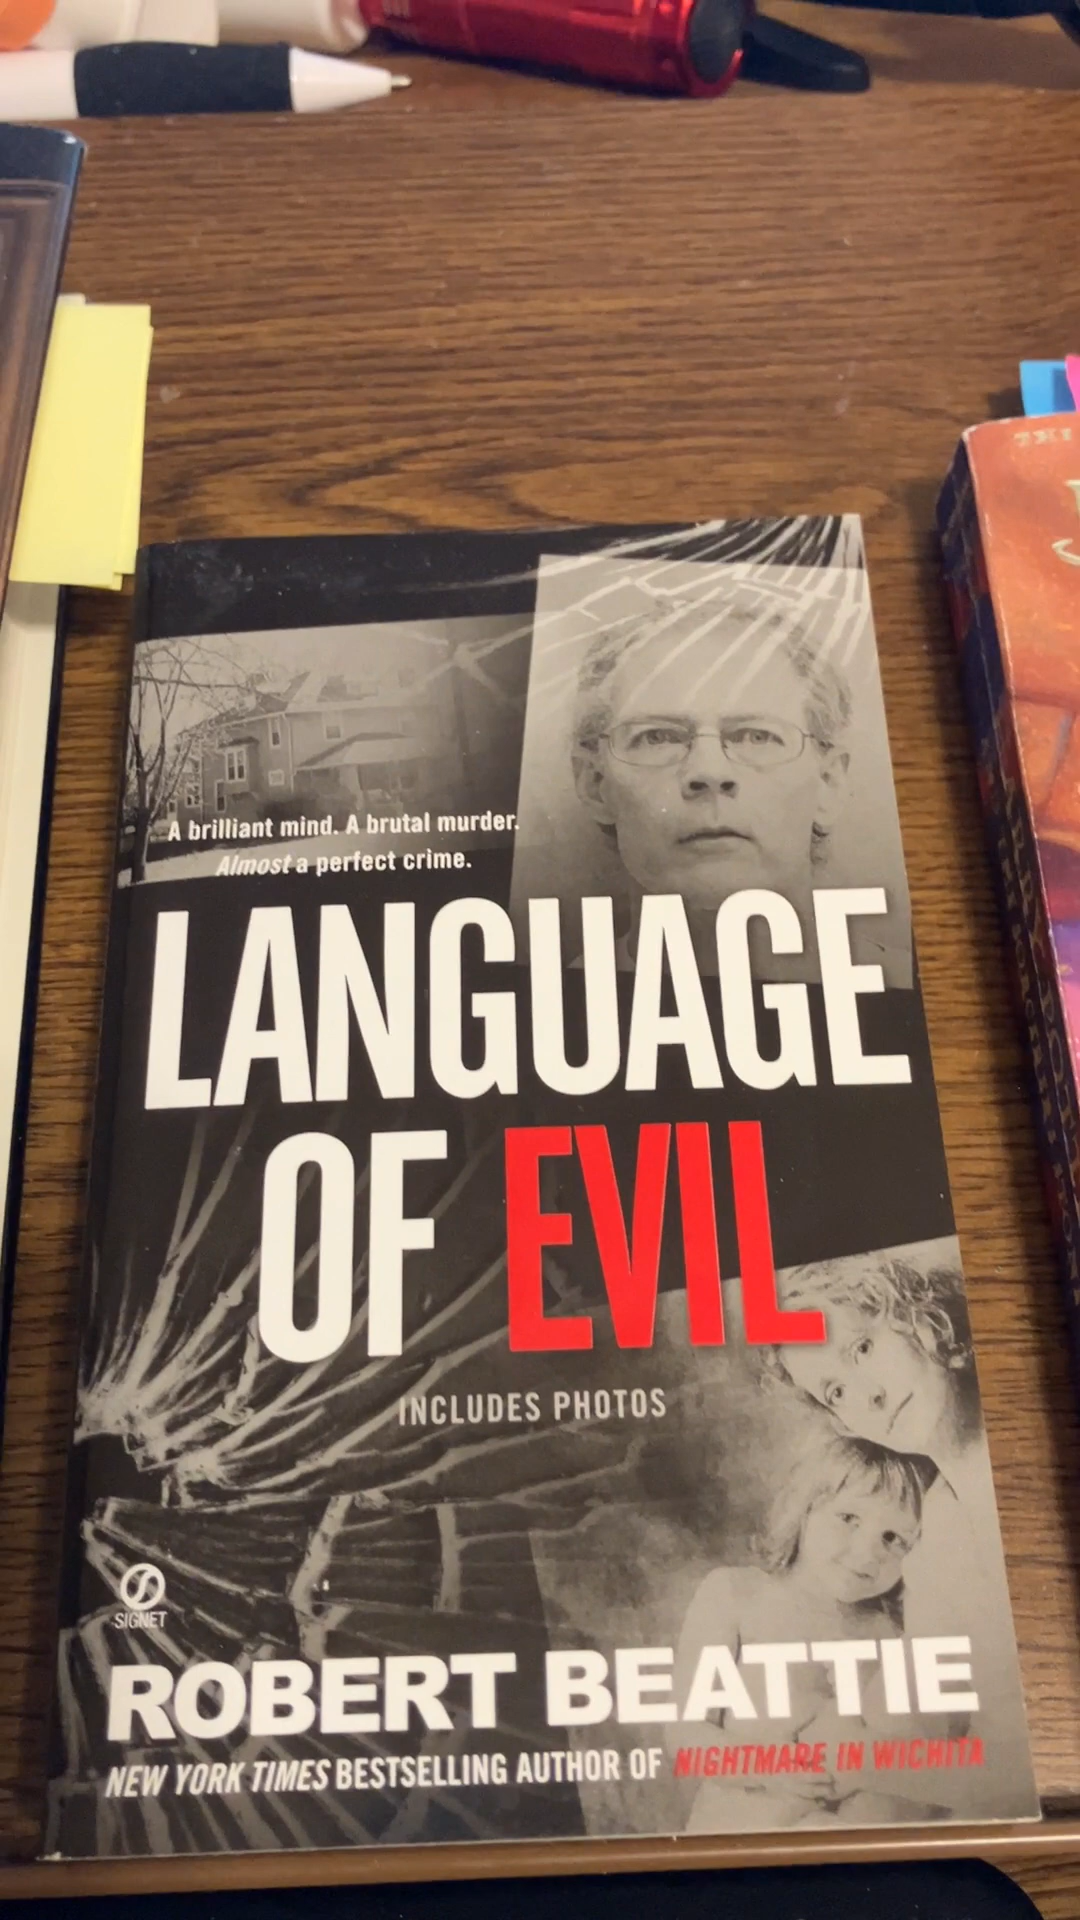 A brilliant mind. A brutal murder.
Almost a perfect crime.
LANGUAGE
OF EVIL
INCLUDES PHOTOS
SIGNET
ROBERT BEATTIE
NEW YORK TIMES BESTSELLING AUTHOR OF NIGHTMARE IN WICHITA